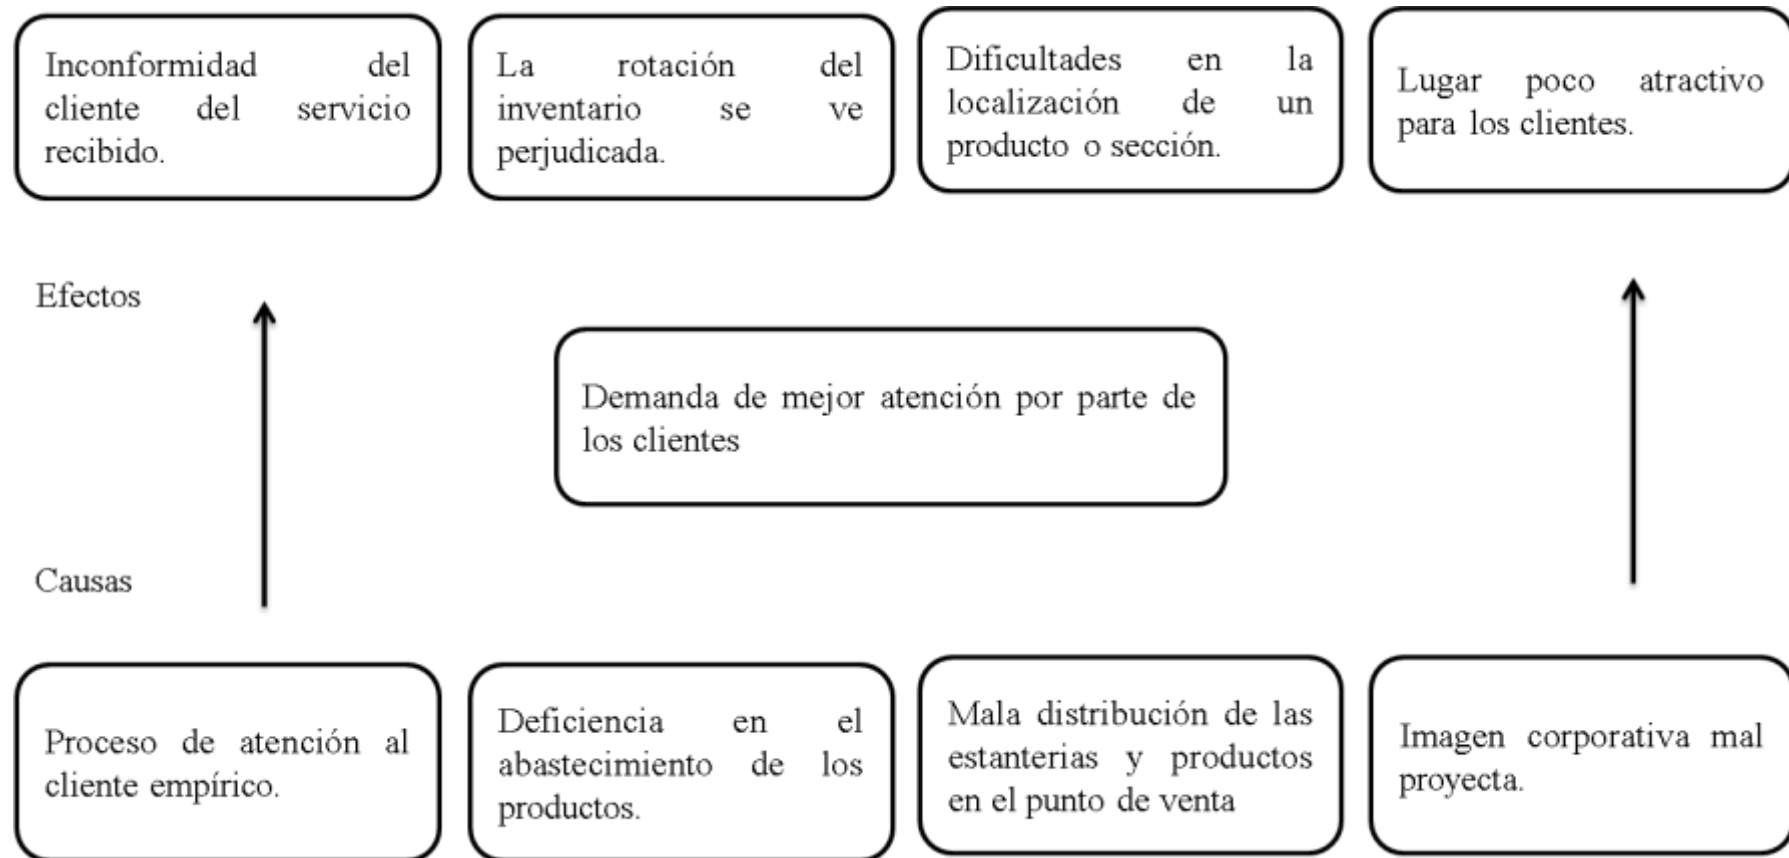 Inconformidad del
cliente del servicio
recibido.
La rotación del
inventario se ve
perjudicada.
Dificultades en la
localización de un
producto o sección.
Lugar poco atractivo
para los clientes.
Efectos
Demanda de mejor atención por parte de
los clientes
Causas
Proceso de atención al
cliente empírico.
Deficiencia en el
abastecimiento de los
productos.
Mala distribución de las
estanterias y productos
en el punto de venta
Imagen corporativa mal
proyecta.